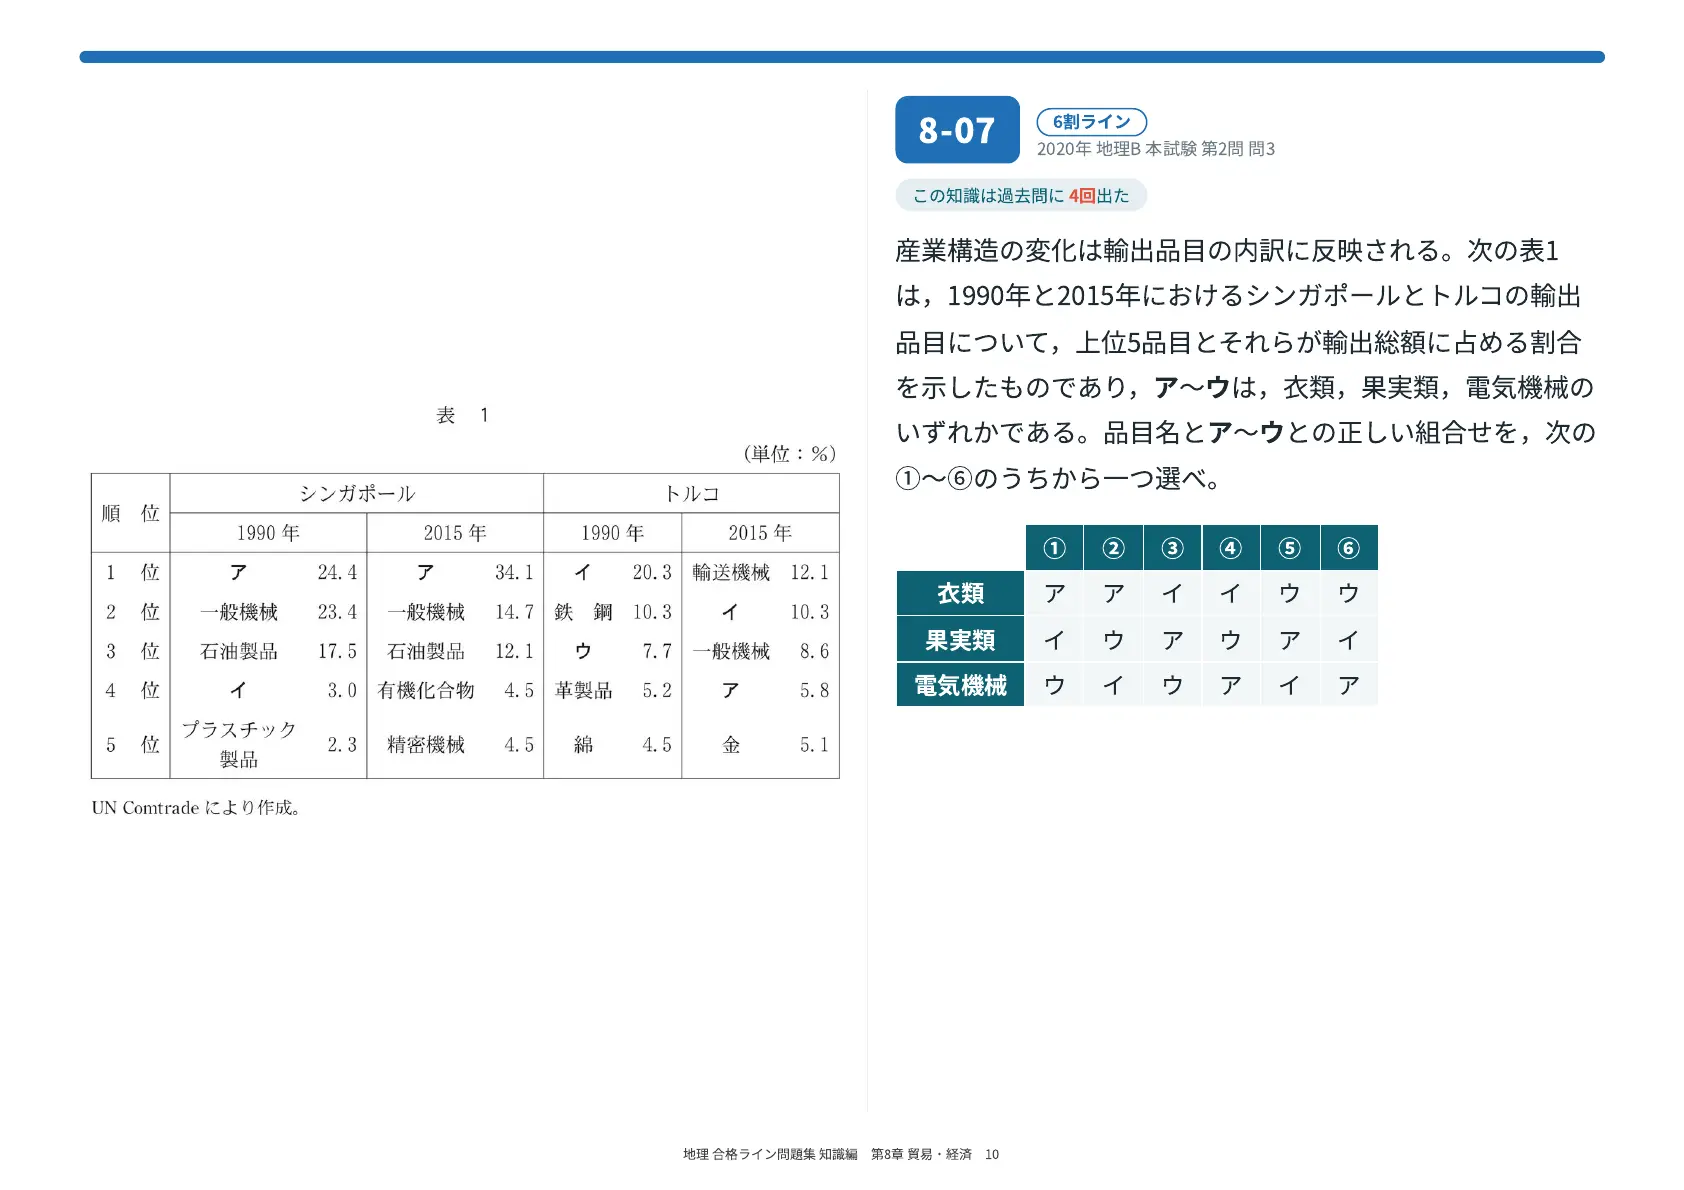 表 1
(単位：％)
順 位 シンガポール トルコ
1990 年 2015 年 1990 年 2015 年
1 位 ア 24.4 ア 34.1 イ 20.3 輸送機械 12.1
2 位 一般機械 23.4 一般機械 14.7 鉄 鋼 10.3 イ 10.3
3 位 石油製品 17.5 石油製品 12.1 ウ 7.7 一般機械 8.6
4 位 イ 3.0 有機化合物 4.5 革製品 5.2 ア 5.8
5 位 プラスチック製品 2.3 精密機械 4.5 綿 4.5 金 5.1
UN Comtrade により作成。
8-07
6割ライン
2020年 地理B 本試験 第2問 問3
この知識は過去問に 4回出た
産業構造の変化は輸出品目の内訳に反映される。次の表1
は，1990年と2015年におけるシンガポールとトルコの輸出
品目について，上位5品目とそれらが輸出総額に占める割合
を示したものであり，ア～ウは，衣類，果実類，電気機械の
いずれかである。品目名とア～ウとの正しい組合せを，次の
①～⑥のうちから一つ選べ。
① ② ③ ④ ⑤ ⑥
衣類 ア ア イ イ ウ ウ
果実類 イ ウ ア ウ ア イ
電気機械 ウ イ ウ ア イ ア
地理 合格ライン問題集 知識編 第8章 貿易・経済 10